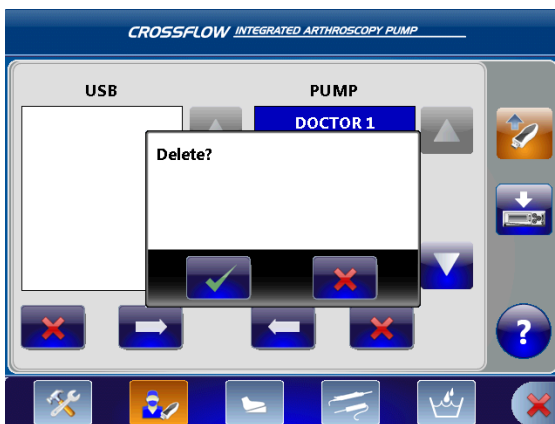 CROSSFLOW INTEGRATED ARTHROSCOPY PUMP
USB
PUMP
DOCTOR 1
Delete?
?